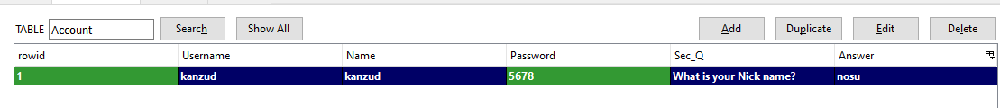 TABLE Account Search Show All Add Duplicate Edit Delete
rowid Username Name Password Sec_Q Answer
1 kanzud kanzud 5678 What is your Nick name? nosu